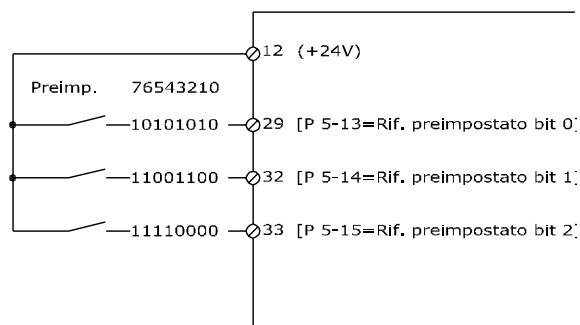 12 (+24V)
Preimp. 76543210
10101010 29 [P 5-13=Rif. preimpostato bit 0]
11001100 32 [P 5-14=Rif. preimpostato bit 1]
11110000 33 [P 5-15=Rif. preimpostato bit 2]